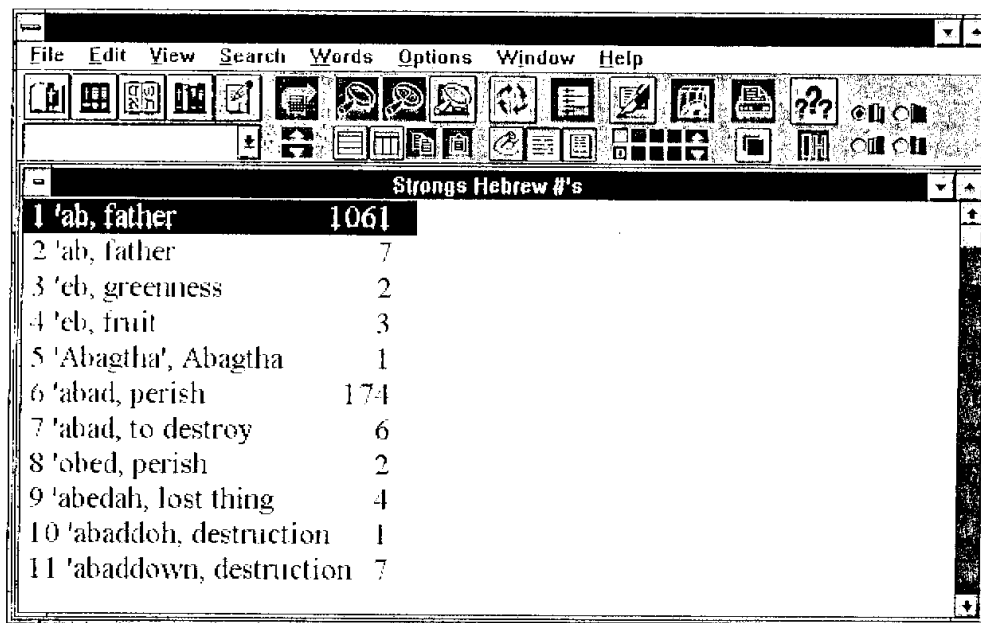 File Edit View Search Words Options Window Help
???
D
Strongs Hebrew #'s
1 'ab, father 1061
2 'ab, father 7
3 'eb, greenness 2
4 'eb, fruit 3
5 'Abagtha', Abagtha 1
6 'abad, perish 174
7 'abad, to destroy 6
8 'obed, perish 2
9 'abedah, lost thing 4
10 'abaddoh, destruction 1
11 'abaddown, destruction 7